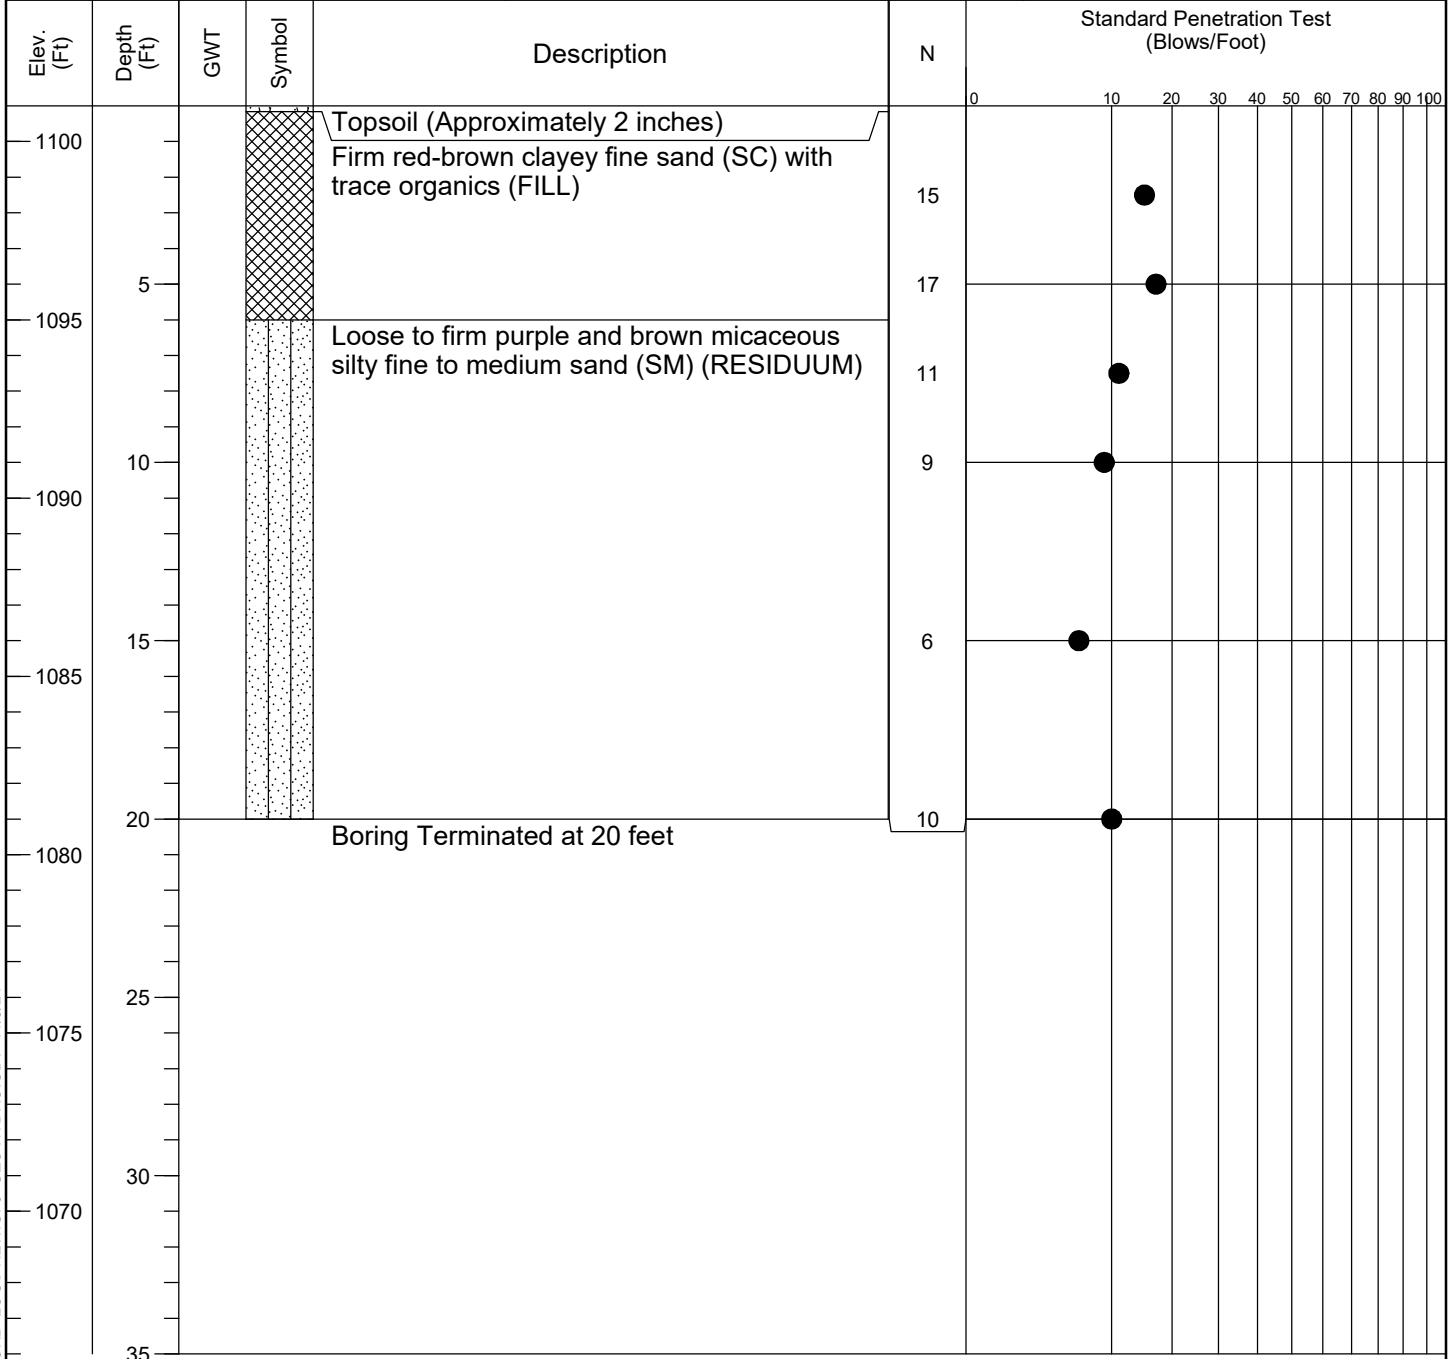 Elev.
(Ft)
Depth
(Ft)
GWT
Symbol
Description
N
Standard Penetration Test
(Blows/Foot)
0 10 20 30 40 50 60 70 80 90 100
Topsoil (Approximately 2 inches)
1100
Firm red-brown clayey fine sand (SC) with
trace organics (FILL)
15
5 17
1095
Loose to firm purple and brown micaceous
silty fine to medium sand (SM) (RESIDUUM)
11
10 9
1090
15 6
1085
20 10
Boring Terminated at 20 feet
1080
25
1075
30
1070
35